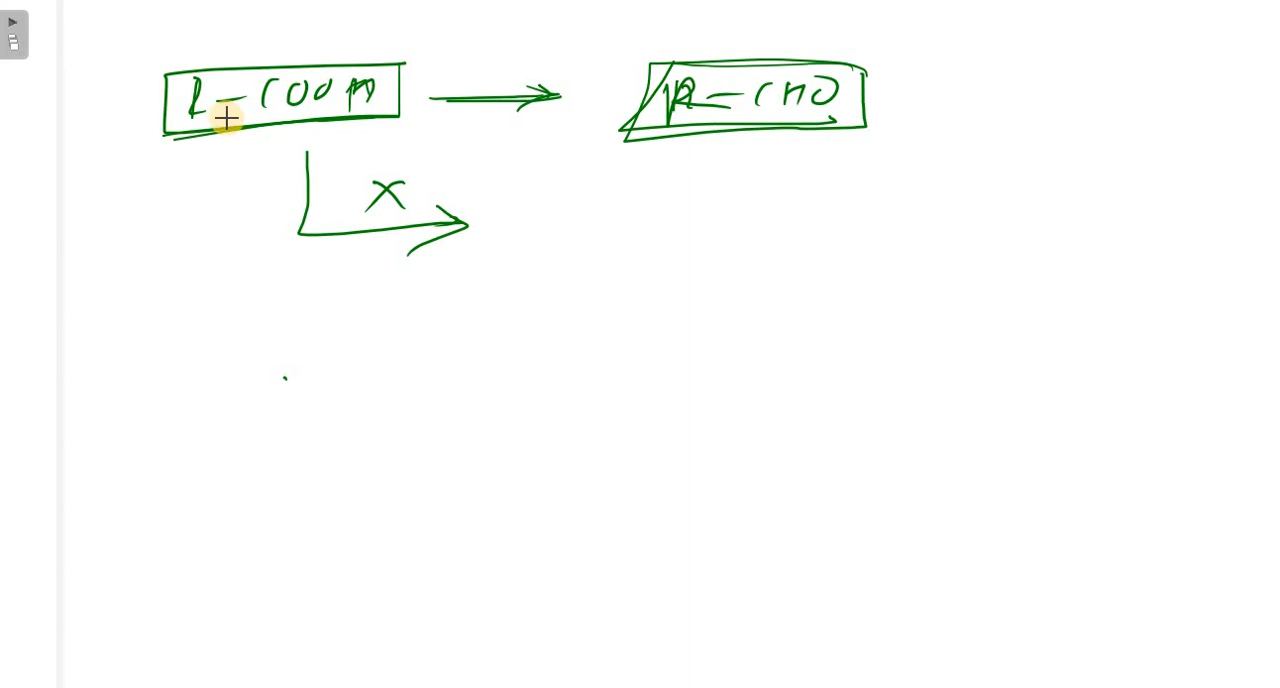 R-COOH → R-CHO
X